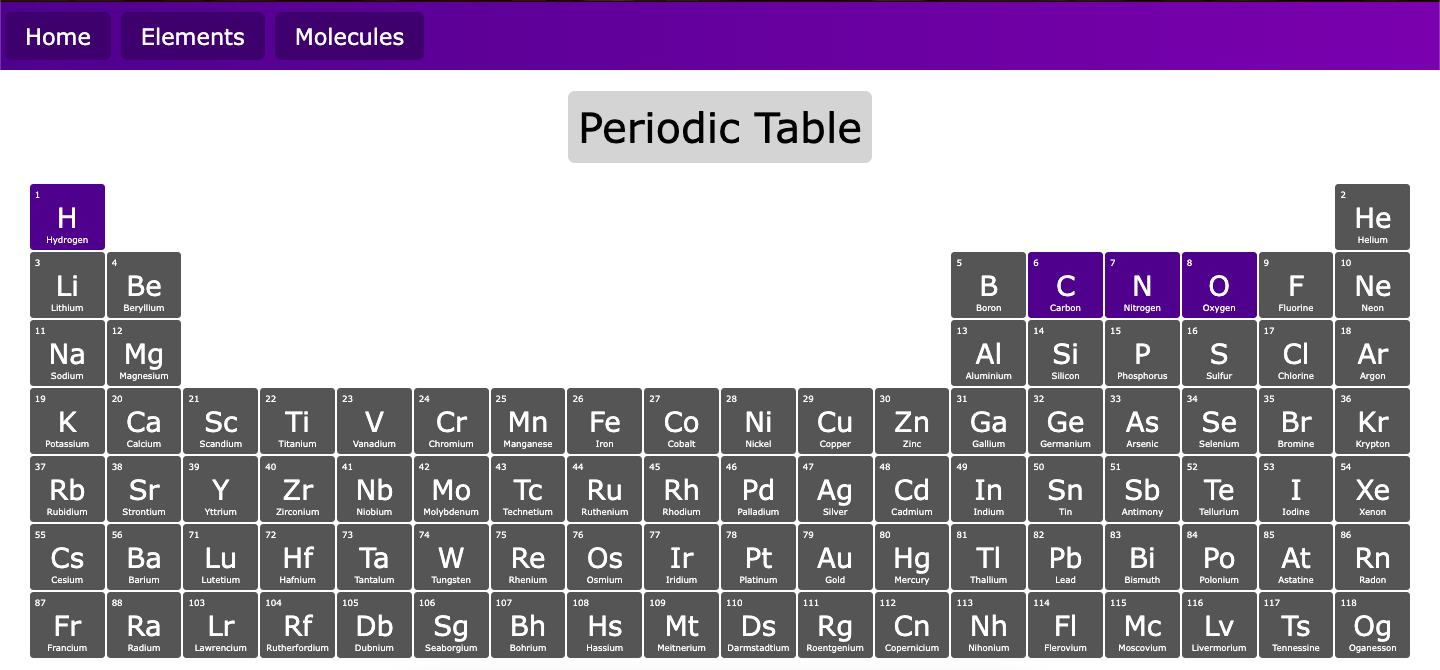 Home Elements Molecules
Periodic Table
1 2
H He
Hydrogen Helium
3 4 5 6 7 8 9 10
Li Be B C N O F Ne
Lithium Beryllium Boron Carbon Nitrogen Oxygen Fluorine Neon
11 12 13 14 15 16 17 18
Na Mg Al Si P S Cl Ar
Sodium Magnesium Aluminium Silicon Phosphorus Sulfur Chlorine Argon
19 20 21 22 23 24 25 26 27 28 29 30 31 32 33 34 35 36
K Ca Sc Ti V Cr Mn Fe Co Ni Cu Zn Ga Ge As Se Br Kr
Potassium Calcium Scandium Titanium Vanadium Chromium Manganese Iron Cobalt Nickel Copper Zinc Gallium Germanium Arsenic Selenium Bromine Krypton
37 38 39 40 41 42 43 44 45 46 47 48 49 50 51 52 53 54
Rb Sr Y Zr Nb Mo Tc Ru Rh Pd Ag Cd In Sn Sb Te I Xe
Rubidium Strontium Yttrium Zirconium Niobium Molybdenum Technetium Ruthenium Rhodium Palladium Silver Cadmium Indium Tin Antimony Tellurium Iodine Xenon
55 56 71 72 73 74 75 76 77 78 79 80 81 82 83 84 85 86
Cs Ba Lu Hf Ta W Re Os Ir Pt Au Hg Tl Pb Bi Po At Rn
Cesium Barium Lutetium Hafnium Tantalum Tungsten Rhenium Osmium Iridium Platinum Gold Mercury Thallium Lead Bismuth Polonium Astatine Radon
87 88 103 104 105 106 107 108 109 110 111 112 113 114 115 116 117 118
Fr Ra Lr Rf Db Sg Bh Hs Mt Ds Rg Cn Nh Fl Mc Lv Ts Og
Francium Radium Lawrencium Rutherfordium Dubnium Seaborgium Bohrium Hassium Meitnerium Darmstadtium Roentgenium Copernicium Nihonium Flerovium Moscovium Livermorium Tennessine Oganesson